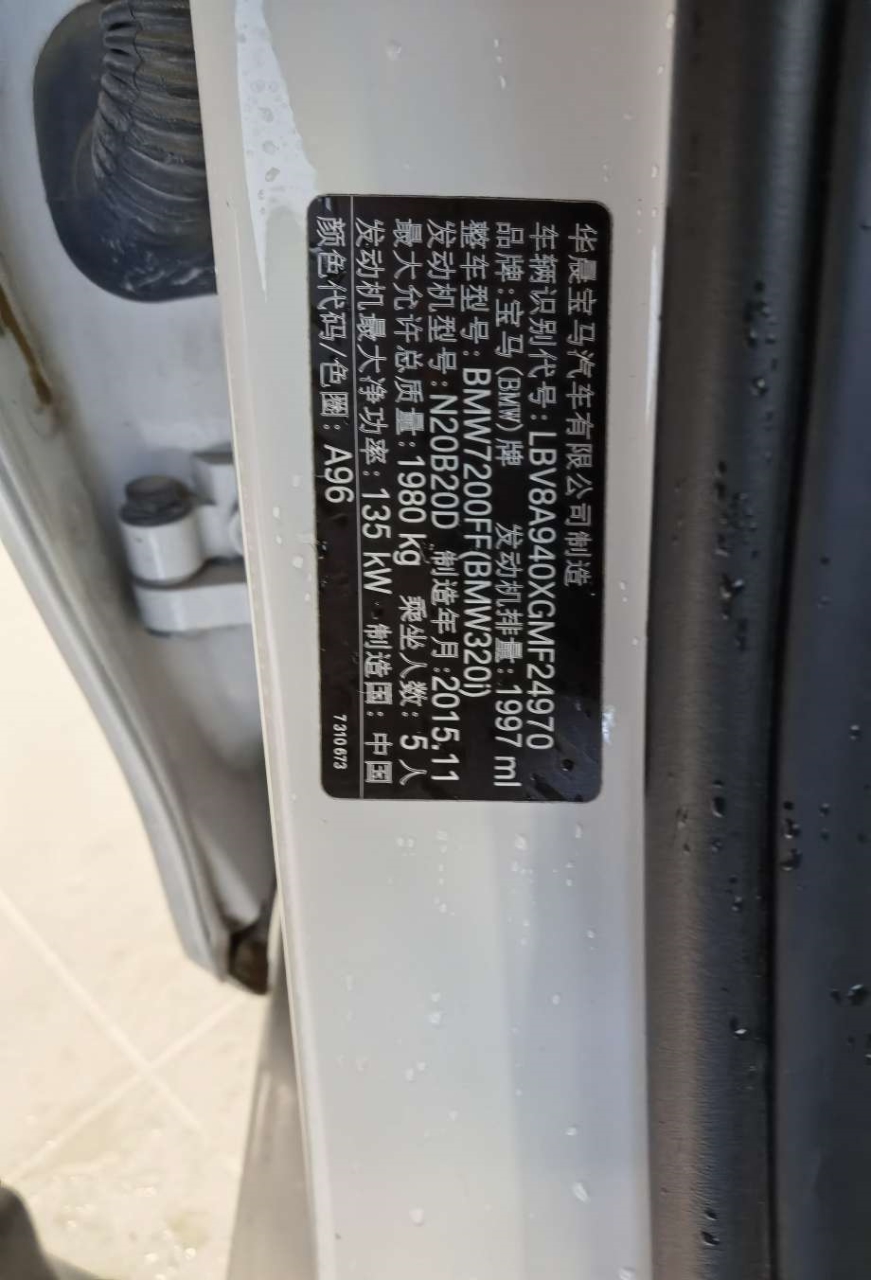 华晨宝马汽车有限公司制造
车辆识别代号:LBV8A940XGMF24970
品牌:宝马(BMW)牌 发动机排量:1997 ml
整车型号:BMW7200FF(BMW320i)
发动机型号:N20B20D 制造年月:2015.11
最大允许总质量:1980 kg 乘坐人数:5人
发动机最大净功率:135 kW 制造国:中国
颜色代码/色圈:A96
7 310 673